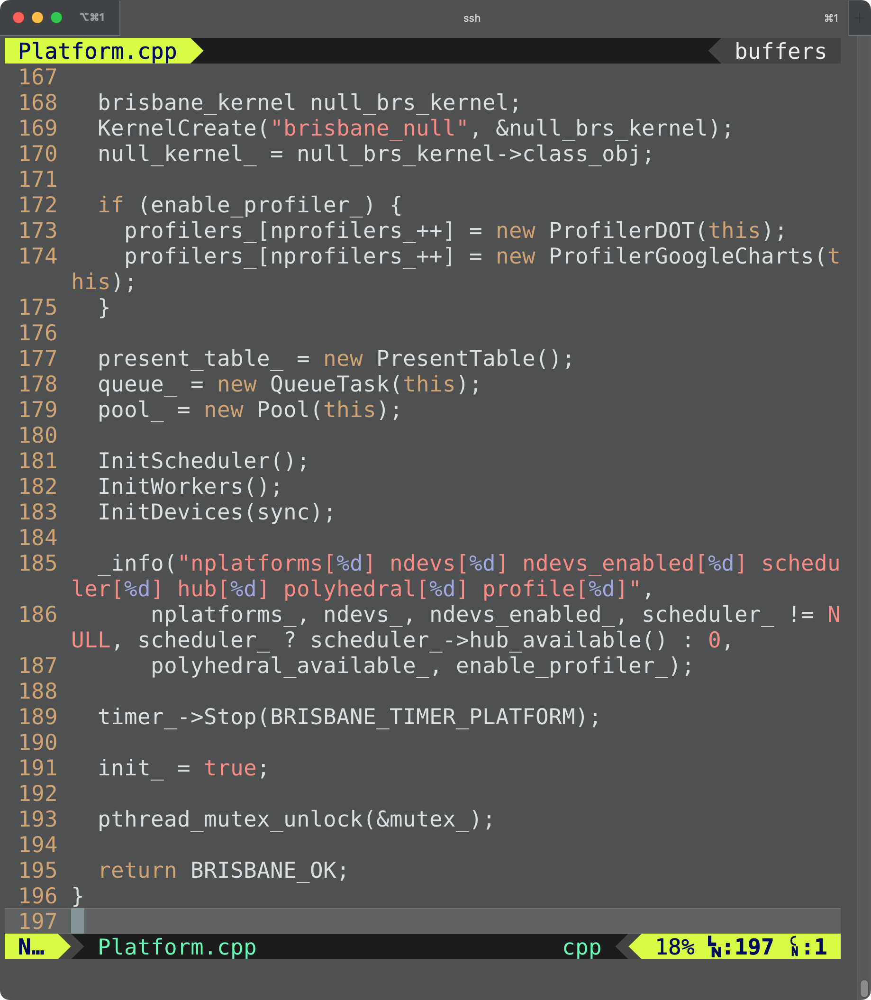 ⌥⌘1 ssh ⌘1 +
Platform.cpp buffers
167
168 brisbane_kernel null_brs_kernel;
169 KernelCreate("brisbane_null", &null_brs_kernel);
170 null_kernel_ = null_brs_kernel->class_obj;
171
172 if (enable_profiler_) {
173 profilers_[nprofilers_++] = new ProfilerDOT(this);
174 profilers_[nprofilers_++] = new ProfilerGoogleCharts(t
his);
175 }
176
177 present_table_ = new PresentTable();
178 queue_ = new QueueTask(this);
179 pool_ = new Pool(this);
180
181 InitScheduler();
182 InitWorkers();
183 InitDevices(sync);
184
185 _info("nplatforms[%d] ndevs[%d] ndevs_enabled[%d] schedu
ler[%d] hub[%d] polyhedral[%d] profile[%d]",
186 nplatforms_, ndevs_, ndevs_enabled_, scheduler_ != N
ULL, scheduler_ ? scheduler_->hub_available() : 0,
187 polyhedral_available_, enable_profiler_);
188
189 timer_->Stop(BRISBANE_TIMER_PLATFORM);
190
191 init_ = true;
192
193 pthread_mutex_unlock(&mutex_);
194
195 return BRISBANE_OK;
196 }
197
N… Platform.cpp cpp 18% LN:197 CN:1